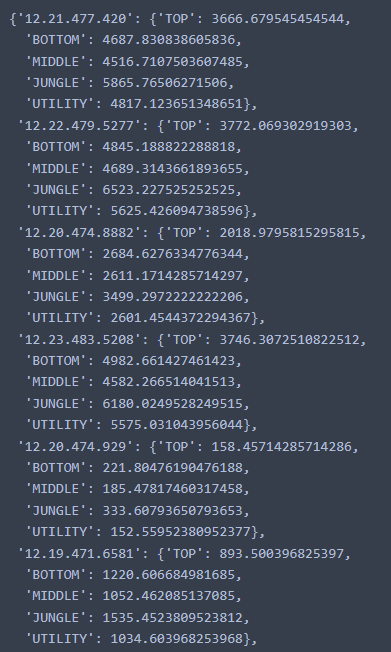 {'12.21.477.420': {'TOP': 3666.679545454544,
'BOTTOM': 4687.830838605836,
'MIDDLE': 4516.7107503607485,
'JUNGLE': 5865.76506271506,
'UTILITY': 4817.123651348651},
'12.22.479.5277': {'TOP': 3772.069302919303,
'BOTTOM': 4845.188822288818,
'MIDDLE': 4689.3143661893655,
'JUNGLE': 6523.227525252525,
'UTILITY': 5625.426094738596},
'12.20.474.8882': {'TOP': 2018.9795815295815,
'BOTTOM': 2684.6276334776344,
'MIDDLE': 2611.1714285714297,
'JUNGLE': 3499.2972222222206,
'UTILITY': 2601.4544372294367},
'12.23.483.5208': {'TOP': 3746.3072510822512,
'BOTTOM': 4982.661427461423,
'MIDDLE': 4582.266514041513,
'JUNGLE': 6180.0249528249515,
'UTILITY': 5575.031043956044},
'12.20.474.929': {'TOP': 158.45714285714286,
'BOTTOM': 221.80476190476188,
'MIDDLE': 185.47817460317458,
'JUNGLE': 333.60793650793653,
'UTILITY': 152.55952380952377},
'12.19.471.6581': {'TOP': 893.500396825397,
'BOTTOM': 1220.606684981685,
'MIDDLE': 1052.462085137085,
'JUNGLE': 1535.4523809523812,
'UTILITY': 1034.603968253968},